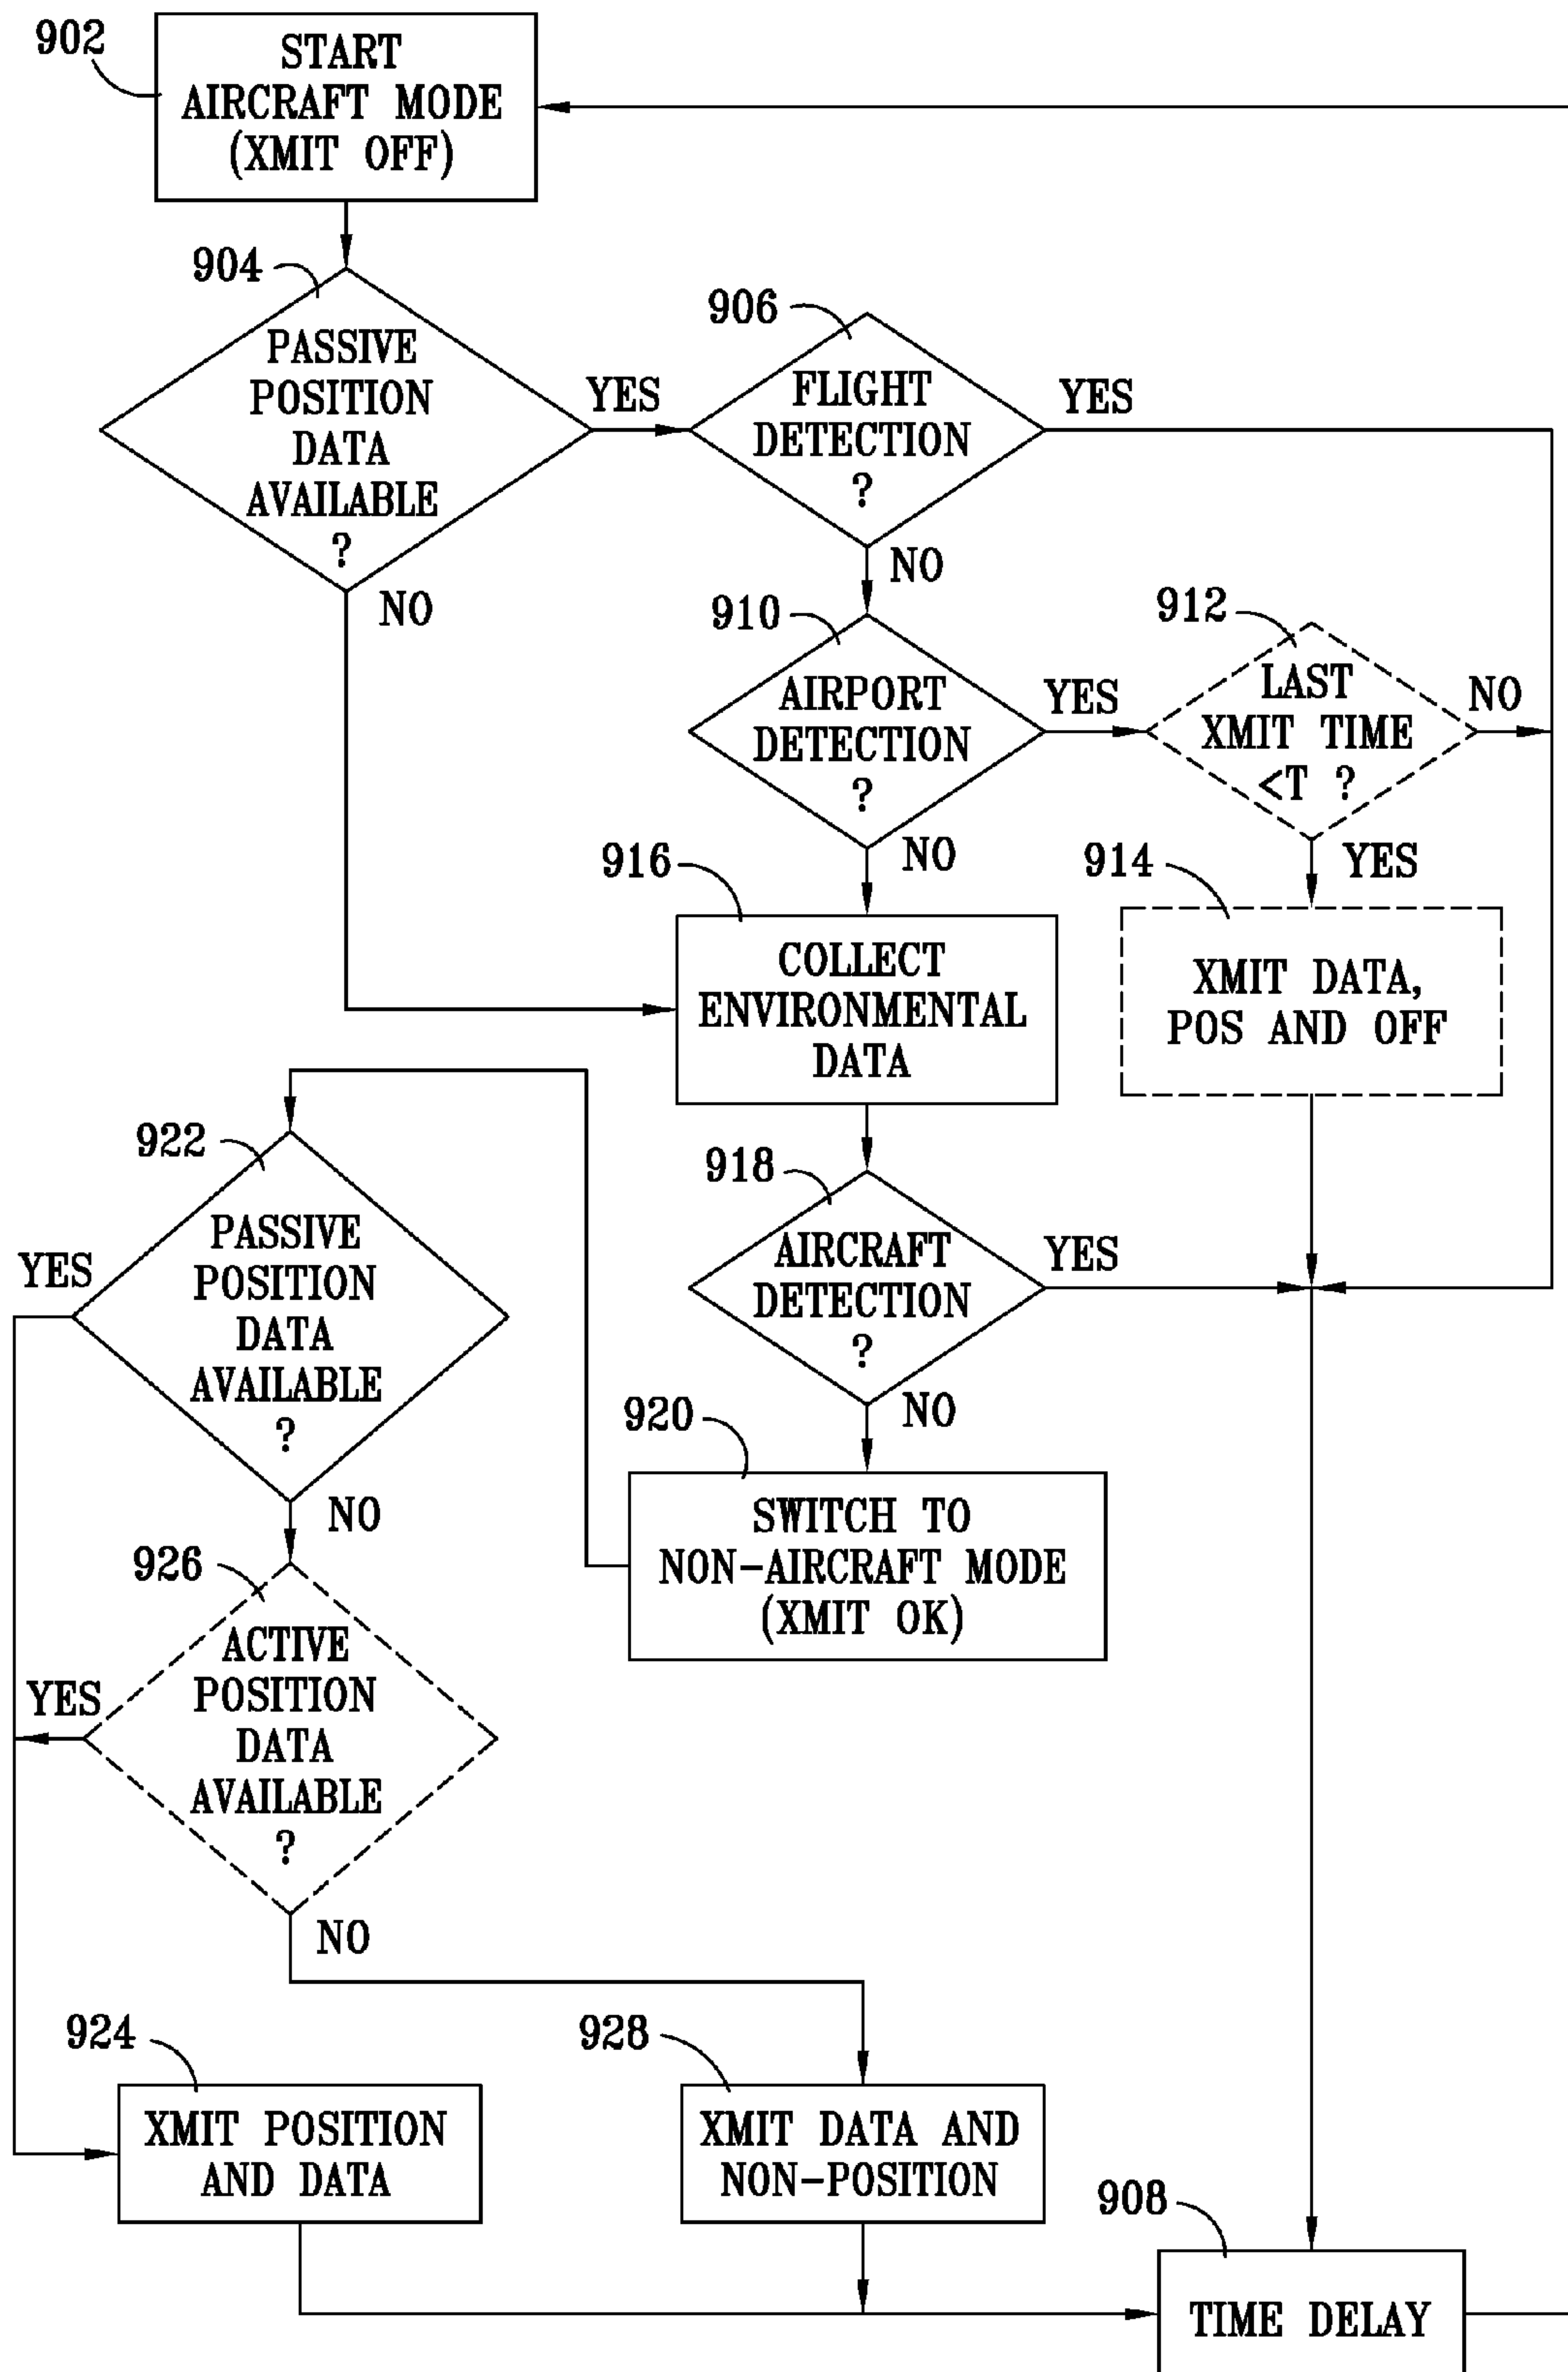 902
START
AIRCRAFT MODE
(XMIT OFF)
904
PASSIVE
POSITION
DATA
AVAILABLE
?
YES
NO
906
FLIGHT
DETECTION
?
YES
NO
910
AIRPORT
DETECTION
?
YES
NO
912
LAST
XMIT TIME
<T ?
NO
YES
914
XMIT DATA,
POS AND OFF
916
COLLECT
ENVIRONMENTAL
DATA
918
AIRCRAFT
DETECTION
?
YES
NO
920
SWITCH TO
NON-AIRCRAFT MODE
(XMIT OK)
922
PASSIVE
POSITION
DATA
AVAILABLE
?
YES
NO
926
ACTIVE
POSITION
DATA
AVAILABLE
?
YES
NO
924
XMIT POSITION
AND DATA
928
XMIT DATA AND
NON-POSITION
908
TIME DELAY